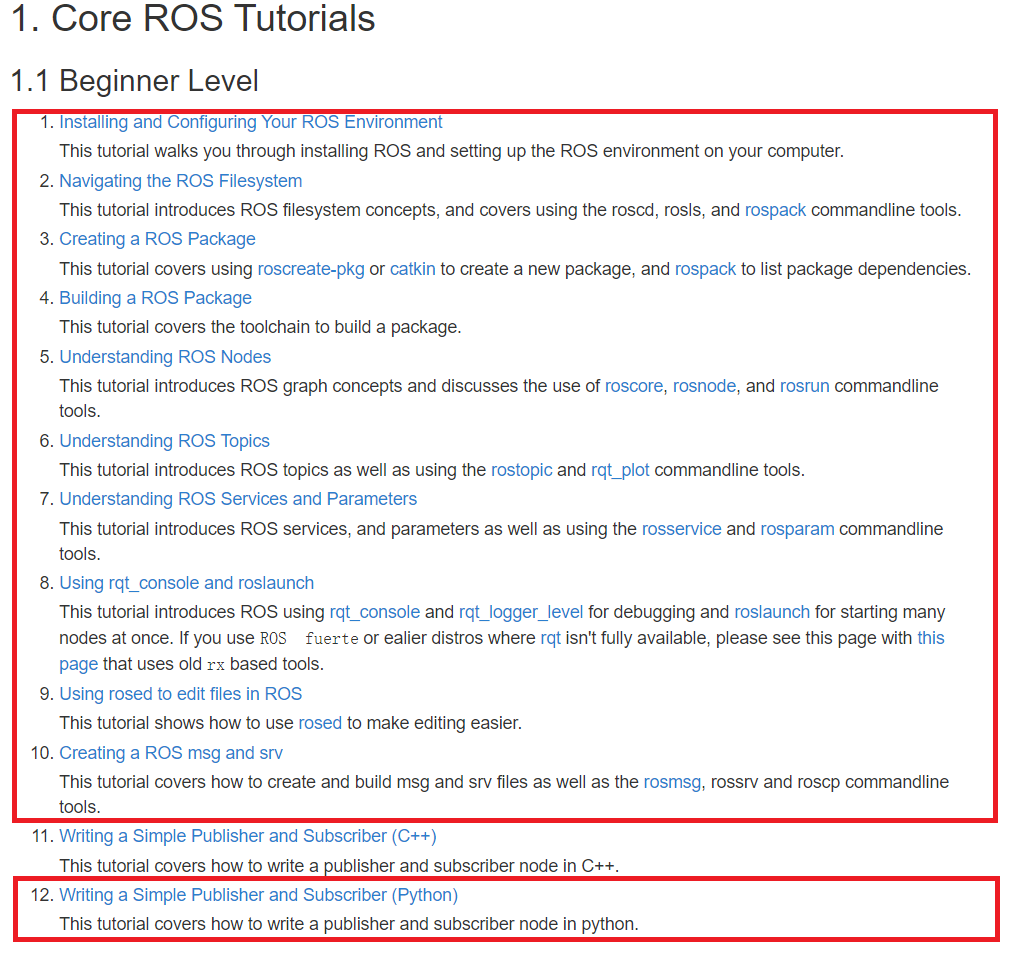 1. Core ROS Tutorials
1.1 Beginner Level
1. Installing and Configuring Your ROS Environment
This tutorial walks you through installing ROS and setting up the ROS environment on your computer.
2. Navigating the ROS Filesystem
This tutorial introduces ROS filesystem concepts, and covers using the roscd, rosls, and rospack commandline tools.
3. Creating a ROS Package
This tutorial covers using roscreate-pkg or catkin to create a new package, and rospack to list package dependencies.
4. Building a ROS Package
This tutorial covers the toolchain to build a package.
5. Understanding ROS Nodes
This tutorial introduces ROS graph concepts and discusses the use of roscore, rosnode, and rosrun commandline
tools.
6. Understanding ROS Topics
This tutorial introduces ROS topics as well as using the rostopic and rqt_plot commandline tools.
7. Understanding ROS Services and Parameters
This tutorial introduces ROS services, and parameters as well as using the rosservice and rosparam commandline
tools.
8. Using rqt_console and roslaunch
This tutorial introduces ROS using rqt_console and rqt_logger_level for debugging and roslaunch for starting many
nodes at once. If you use ROS fuerte or ealier distros where rqt isn't fully available, please see this page with this
page that uses old rx based tools.
9. Using rosed to edit files in ROS
This tutorial shows how to use rosed to make editing easier.
10. Creating a ROS msg and srv
This tutorial covers how to create and build msg and srv files as well as the rosmsg, rossrv and roscp commandline
tools.
11. Writing a Simple Publisher and Subscriber (C++)
This tutorial covers how to write a publisher and subscriber node in C++.
12. Writing a Simple Publisher and Subscriber (Python)
This tutorial covers how to write a publisher and subscriber node in python.